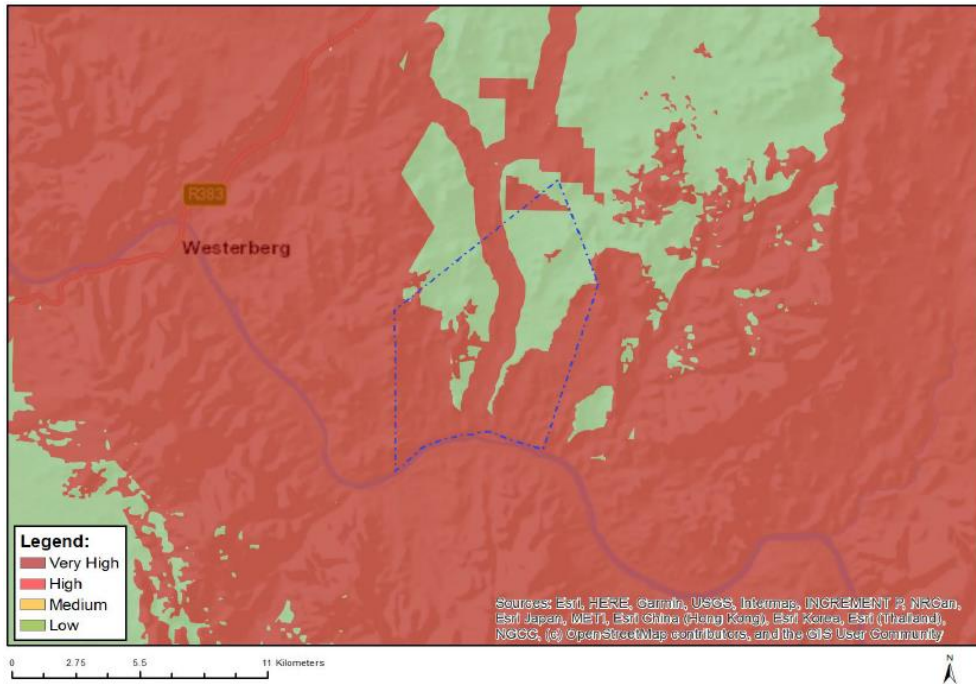 R383
Westerberg
Legend:
Very High
High
Medium
Low
Sources: Esri, HERE, Garmin, USGS, Intermap, INCREMENT P, NRCan,
Esri Japan, METI, Esri China (Hong Kong), Esri Korea, Esri (Thailand),
NGCC, (c) OpenStreetMap contributors, and the GIS User Community
0 2.75 5.5 11 Kilometers
N